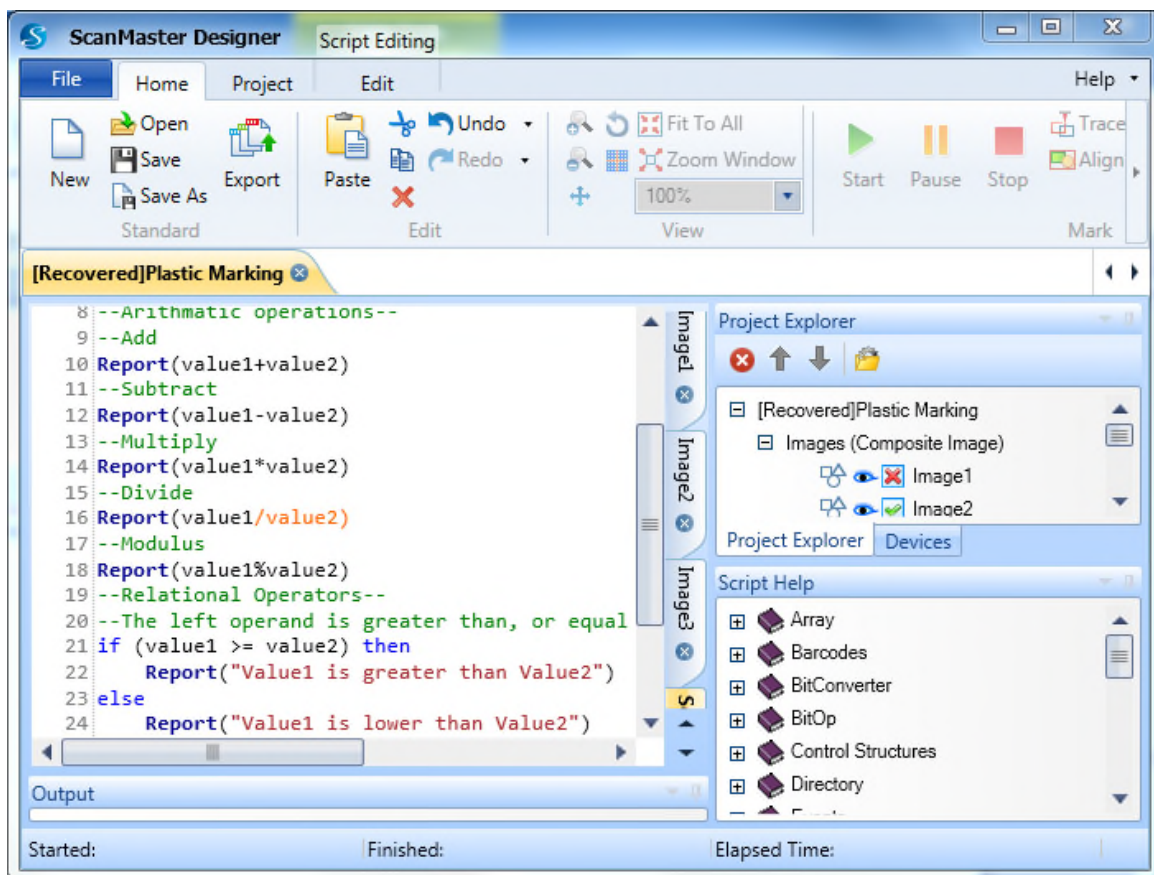 ScanMaster Designer
Script Editing
File Home Project Edit Help
New
Open
Save
Save As
Export
Standard
Paste
Undo
Redo
Edit
Fit To All
Zoom Window
100%
View
Start Pause Stop
Trace
Align
Mark
[Recovered]Plastic Marking
8 --Arithmatic operations--
9 --Add
10 Report(value1+value2)
11 --Subtract
12 Report(value1-value2)
13 --Multiply
14 Report(value1*value2)
15 --Divide
16 Report(value1/value2)
17 --Modulus
18 Report(value1%value2)
19 --Relational Operators--
20 --The left operand is greater than, or equal
21 if (value1 >= value2) then
22 Report("Value1 is greater than Value2")
23 else
24 Report("Value1 is lower than Value2")
Image1
Image2
Image3
Project Explorer
[Recovered]Plastic Marking
Images (Composite Image)
Image1
Image2
Project Explorer Devices
Script Help
Array
Barcodes
BitConverter
BitOp
Control Structures
Directory
Output
Started: Finished: Elapsed Time: